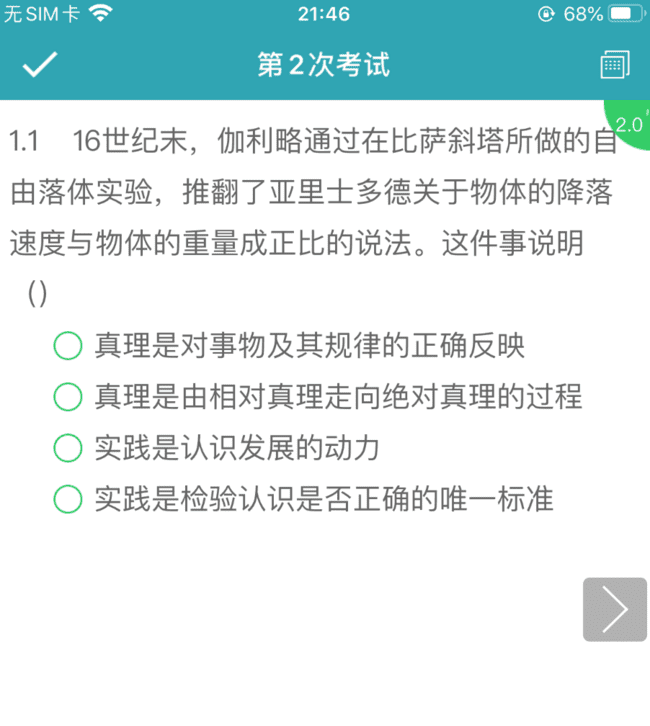 无SIM卡 21:46 68%
第2次考试
2.0
1.1 16世纪末，伽利略通过在比萨斜塔所做的自
由落体实验，推翻了亚里士多德关于物体的降落
速度与物体的重量成正比的说法。这件事说明
()
真理是对事物及其规律的正确反映
真理是由相对真理走向绝对真理的过程
实践是认识发展的动力
实践是检验认识是否正确的唯一标准